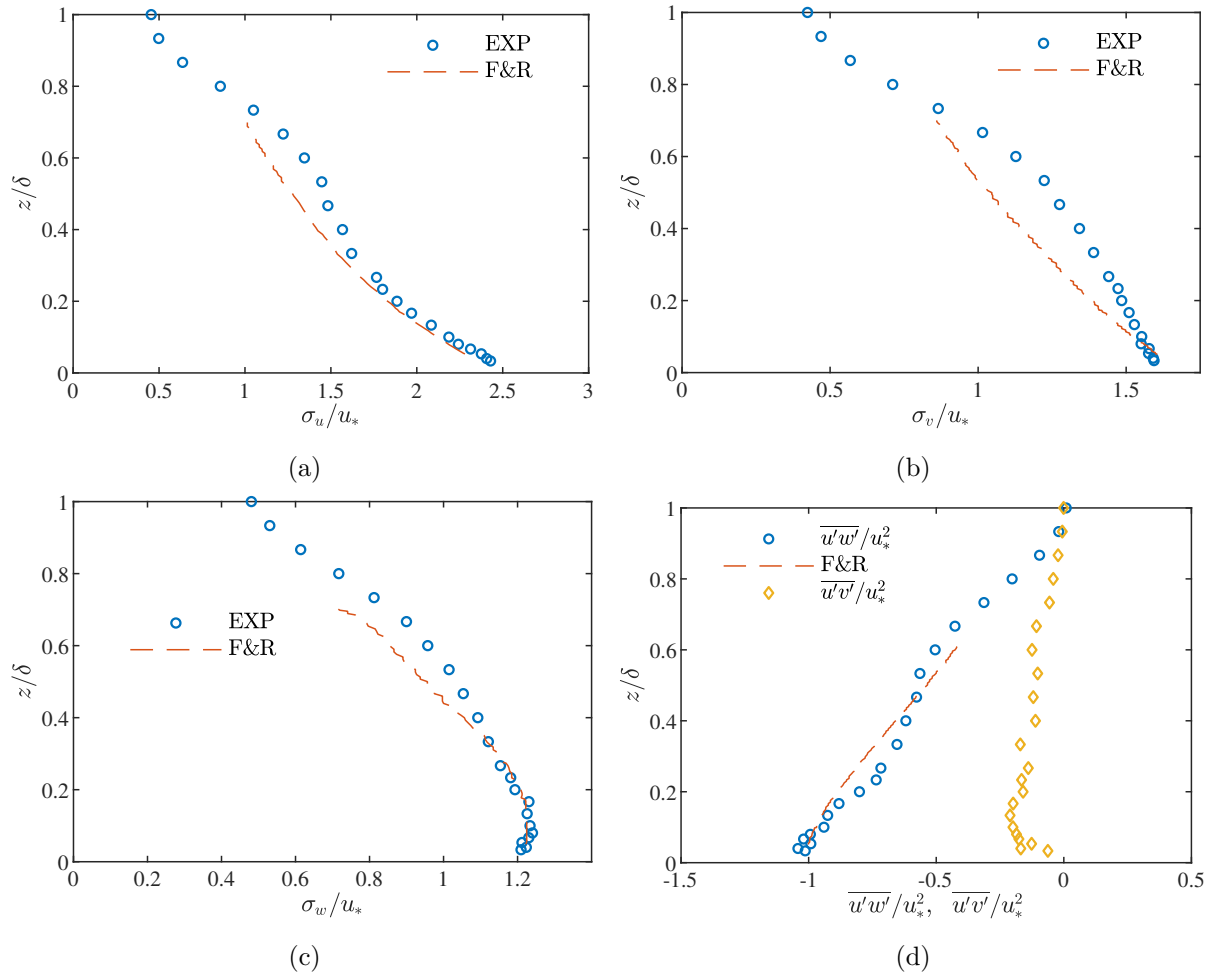 1
0.8
0.6
0.4
0.2
0
z/δ
EXP
F&R
0 0.5 1 1.5 2 2.5 3
σ_u/u_*
(a)
1
0.8
0.6
0.4
0.2
0
z/δ
EXP
F&R
0 0.5 1 1.5
σ_v/u_*
(b)
1
0.8
0.6
0.4
0.2
0
z/δ
EXP
F&R
0 0.2 0.4 0.6 0.8 1 1.2
σ_w/u_*
(c)
1
0.8
0.6
0.4
0.2
0
z/δ
\overline{u'w'}/u_*^2
F&R
\overline{u'v'}/u_*^2
-1.5 -1 -0.5 0 0.5
\overline{u'w'}/u_*^2, \overline{u'v'}/u_*^2
(d)